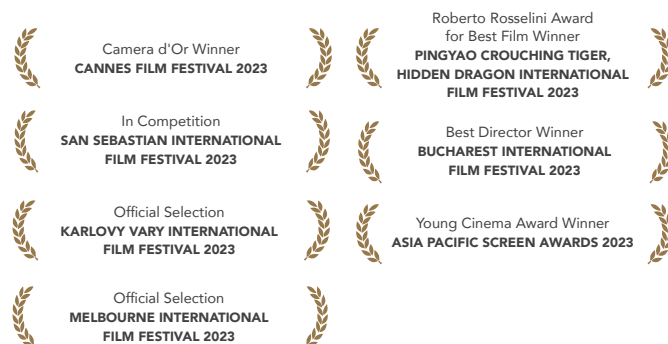 Camera d'Or Winner
CANNES FILM FESTIVAL 2023
In Competition
SAN SEBASTIAN INTERNATIONAL
FILM FESTIVAL 2023
Official Selection
KARLOVY VARY INTERNATIONAL
FILM FESTIVAL 2023
Official Selection
MELBOURNE INTERNATIONAL
FILM FESTIVAL 2023
Roberto Rosselini Award
for Best Film Winner
PINGYAO CROUCHING TIGER,
HIDDEN DRAGON INTERNATIONAL
FILM FESTIVAL 2023
Best Director Winner
BUCHAREST INTERNATIONAL
FILM FESTIVAL 2023
Young Cinema Award Winner
ASIA PACIFIC SCREEN AWARDS 2023